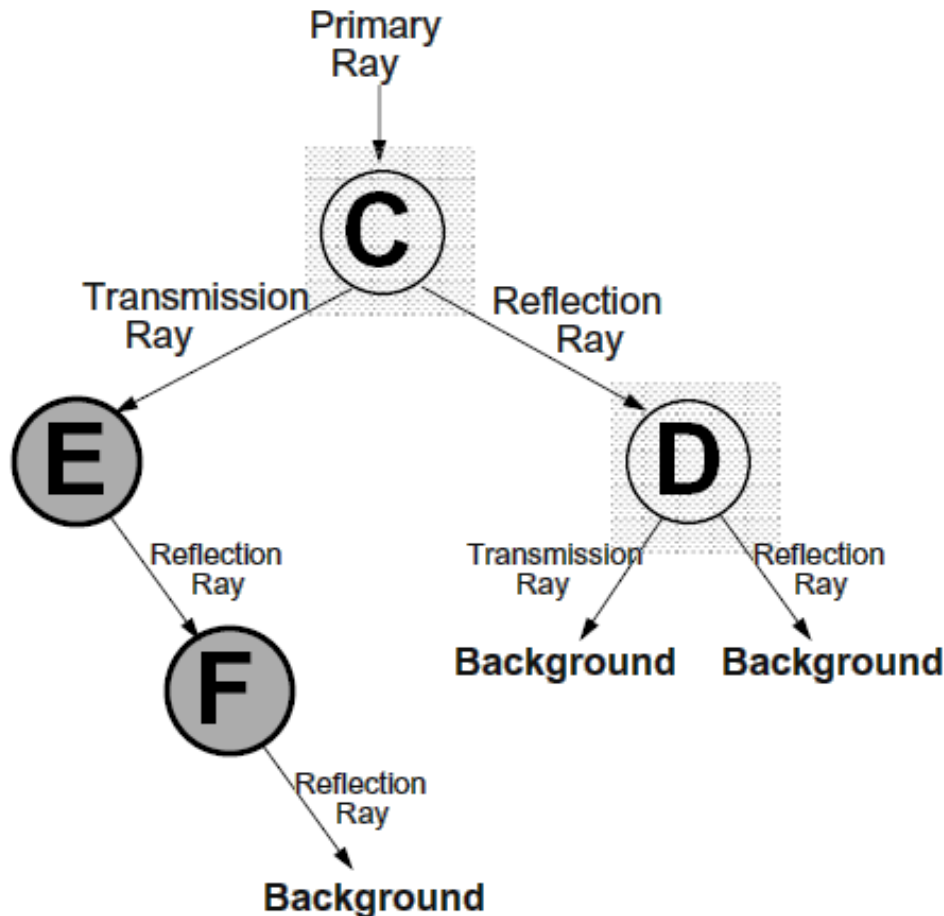 Primary
Ray
C
Transmission
Ray
Reflection
Ray
E
D
Reflection
Ray
Transmission
Ray
Reflection
Ray
Background
Background
F
Reflection
Ray
Background